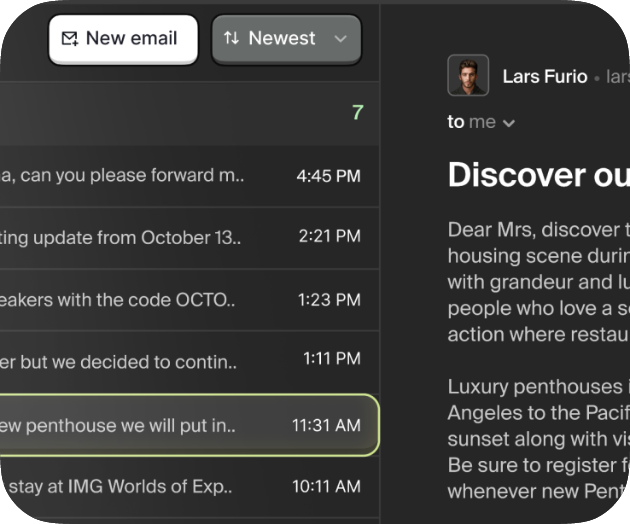 New email
Newest
7
a, can you please forward m..
4:45 PM
ting update from October 13..
2:21 PM
eakers with the code OCTO..
1:23 PM
er but we decided to contin..
1:11 PM
ew penthouse we will put in..
11:31 AM
stay at IMG Worlds of Exp..
10:11 AM
Lars Furio • lars
to me
Discover ou
Dear Mrs, discover t
housing scene durin
with grandeur and lu
people who love a s
action where restau
Luxury penthouses i
Angeles to the Pacif
sunset along with vis
Be sure to register f
whenever new Pent